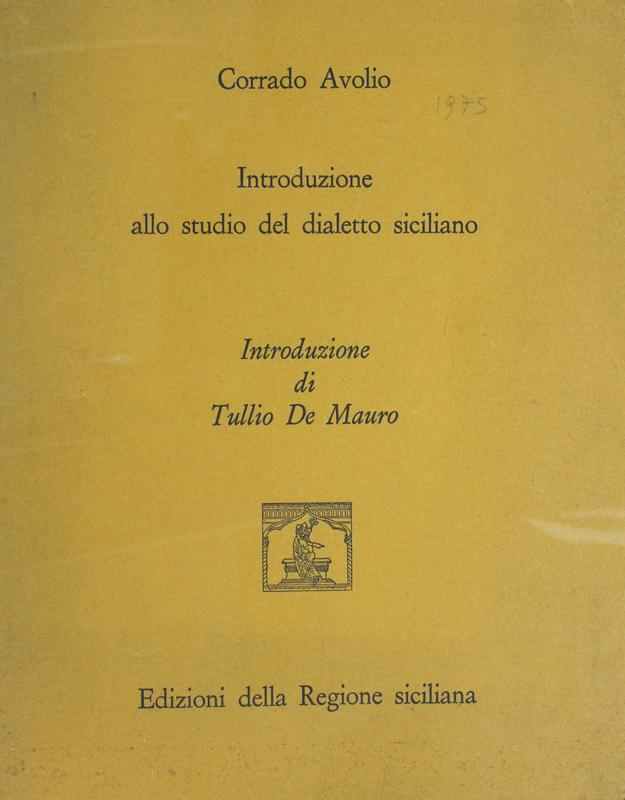 Corrado Avolio
1975
Introduzione
allo studio del dialetto siciliano
Introduzione
di
Tullio De Mauro
Edizioni della Regione siciliana